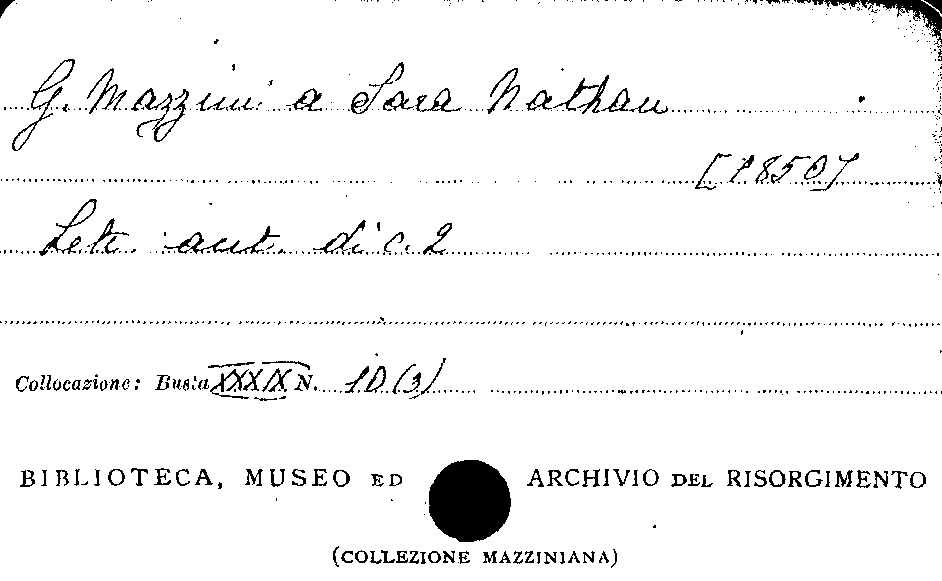 G. Mazzini a Sara Nathan
[1850]
Lett. aut. di c. 2
Collocazione: Busta XXXIX N. 1D (3)
BIBLIOTECA, MUSEO ED ARCHIVIO DEL RISORGIMENTO
(COLLEZIONE MAZZINIANA)